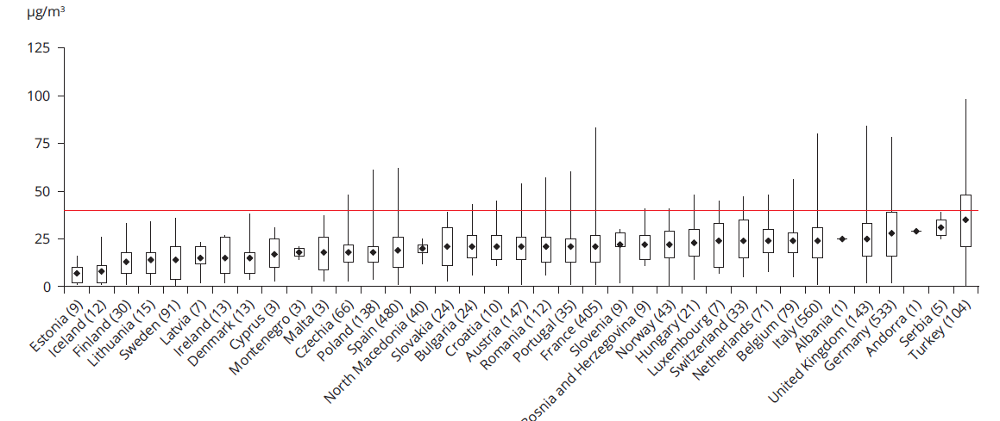 µg/m³
125
100
75
50
25
0
Estonia (9)
Iceland (12)
Finland (30)
Lithuania (15)
Sweden (91)
Latvia (7)
Ireland (13)
Denmark (13)
Cyprus (3)
Montenegro (3)
Malta (3)
Czechia (66)
Poland (138)
Spain (480)
North Macedonia (40)
Slovakia (24)
Bulgaria (24)
Croatia (10)
Austria (147)
Romania (112)
Portugal (35)
France (405)
Slovenia (9)
Bosnia and Herzegovina (9)
Norway (43)
Hungary (21)
Luxembourg (7)
Switzerland (33)
Netherlands (71)
Belgium (79)
Italy (560)
Albania (1)
United Kingdom (143)
Germany (533)
Andorra (1)
Serbia (5)
Turkey (104)